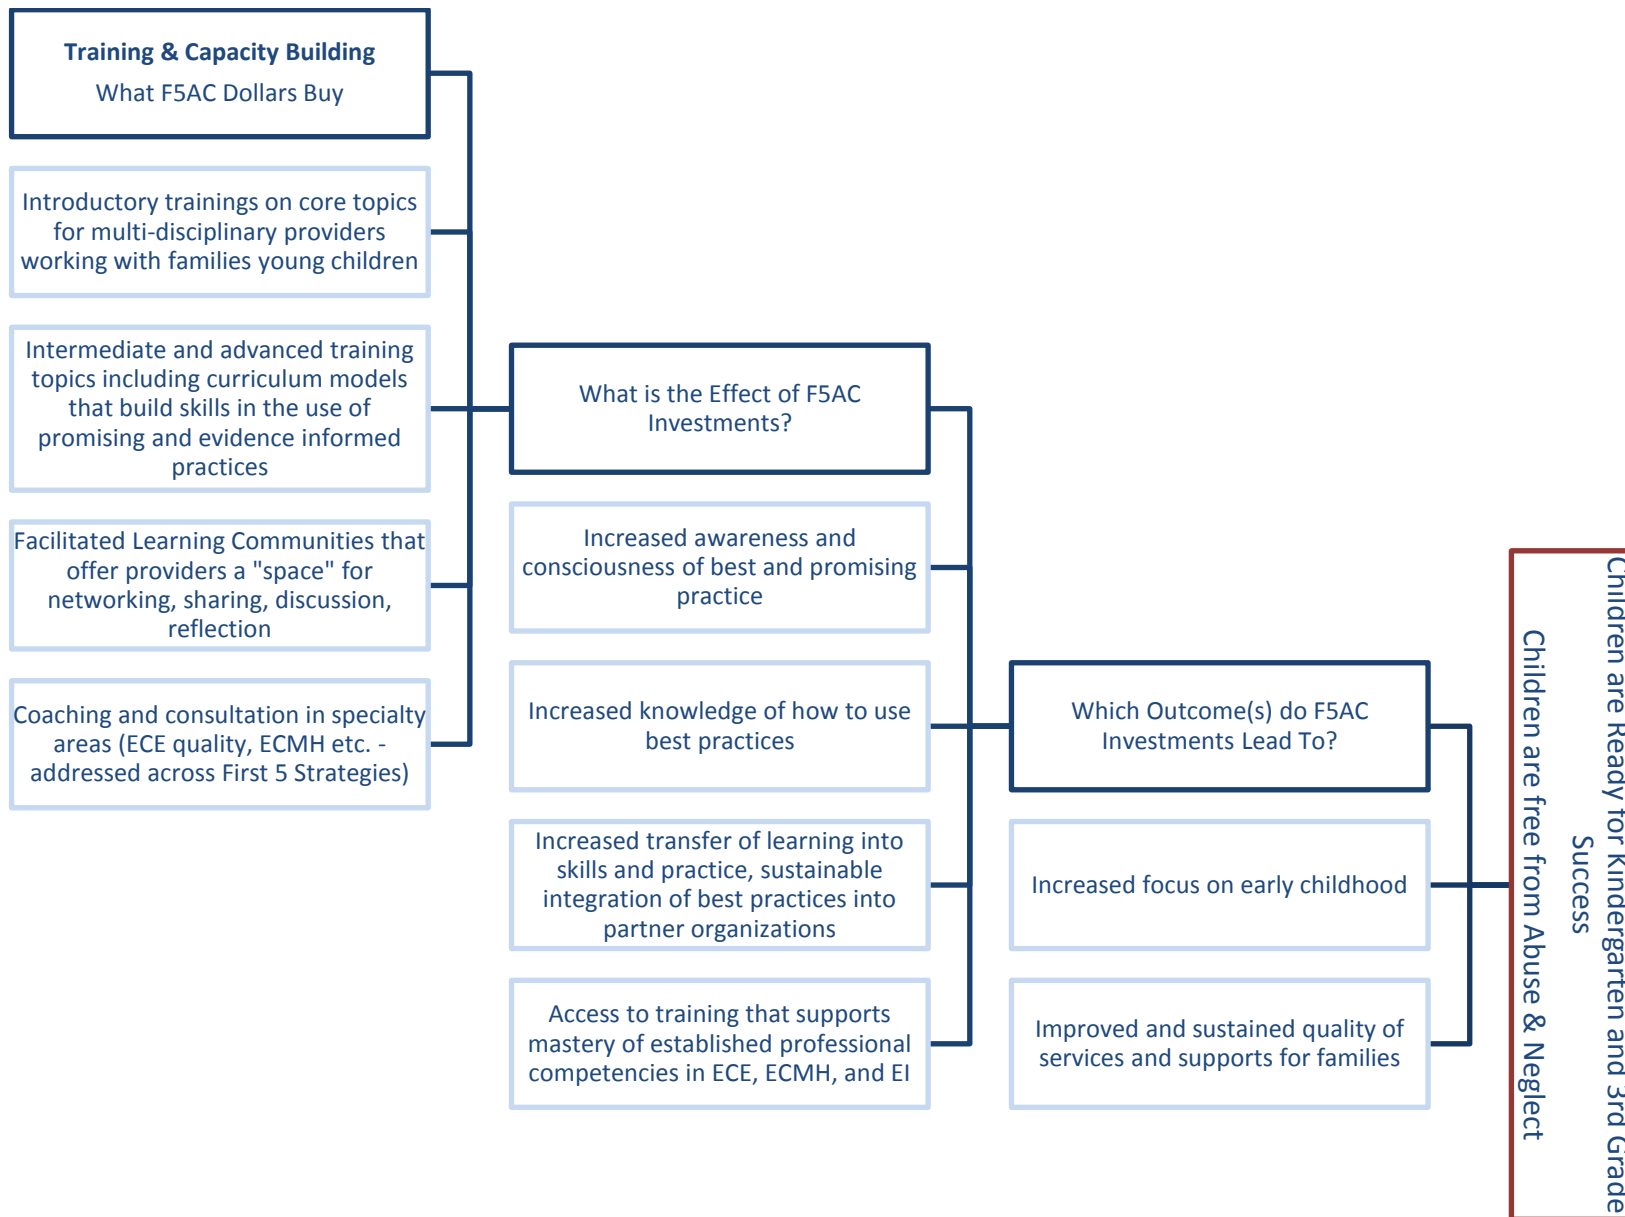 Training & Capacity Building
What F5AC Dollars Buy
Introductory trainings on core topics
for multi-disciplinary providers
working with families young children
Intermediate and advanced training
topics including curriculum models
that build skills in the use of
promising and evidence informed
practices
Facilitated Learning Communities that
offer providers a "space" for
networking, sharing, discussion,
reflection
Coaching and consultation in specialty
areas (ECE quality, ECMH etc. -
addressed across First 5 Strategies)
What is the Effect of F5AC
Investments?
Increased awareness and
consciousness of best and promising
practice
Increased knowledge of how to use
best practices
Increased transfer of learning into
skills and practice, sustainable
integration of best practices into
partner organizations
Access to training that supports
mastery of established professional
competencies in ECE, ECMH, and EI
Which Outcome(s) do F5AC
Investments Lead To?
Increased focus on early childhood
Improved and sustained quality of
services and supports for families
Children are Ready for Kindergarten and 3rd Grade
Success
Children are free from Abuse & Neglect